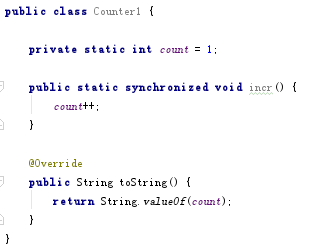 public class Counter1 {
private static int count = 1;
public static synchronized void incr() {
count++;
}
@Override
public String toString() {
return String.valueOf(count);
}
}